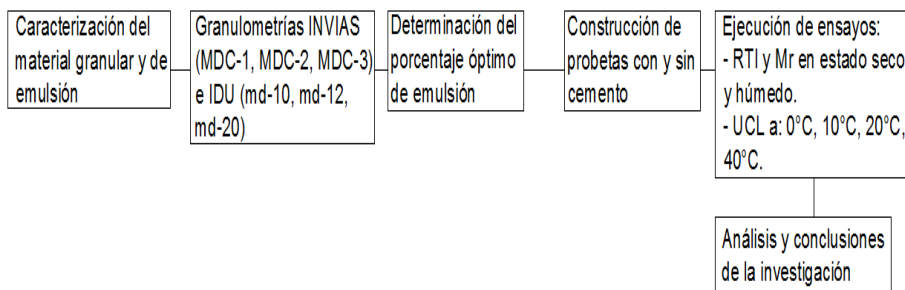 Caracterización del
material granular y de
emulsión
Granulometrías INVIAS
(MDC-1, MDC-2, MDC-3)
e IDU (md-10, md-12,
md-20)
Determinación del
porcentaje óptimo
de emulsión
Construcción de
probetas con y sin
cemento
Ejecución de ensayos:
- RTI y Mr en estado seco
y húmedo.
- UCL a: 0°C, 10°C, 20°C,
40°C.
Análisis y conclusiones
de la investigación